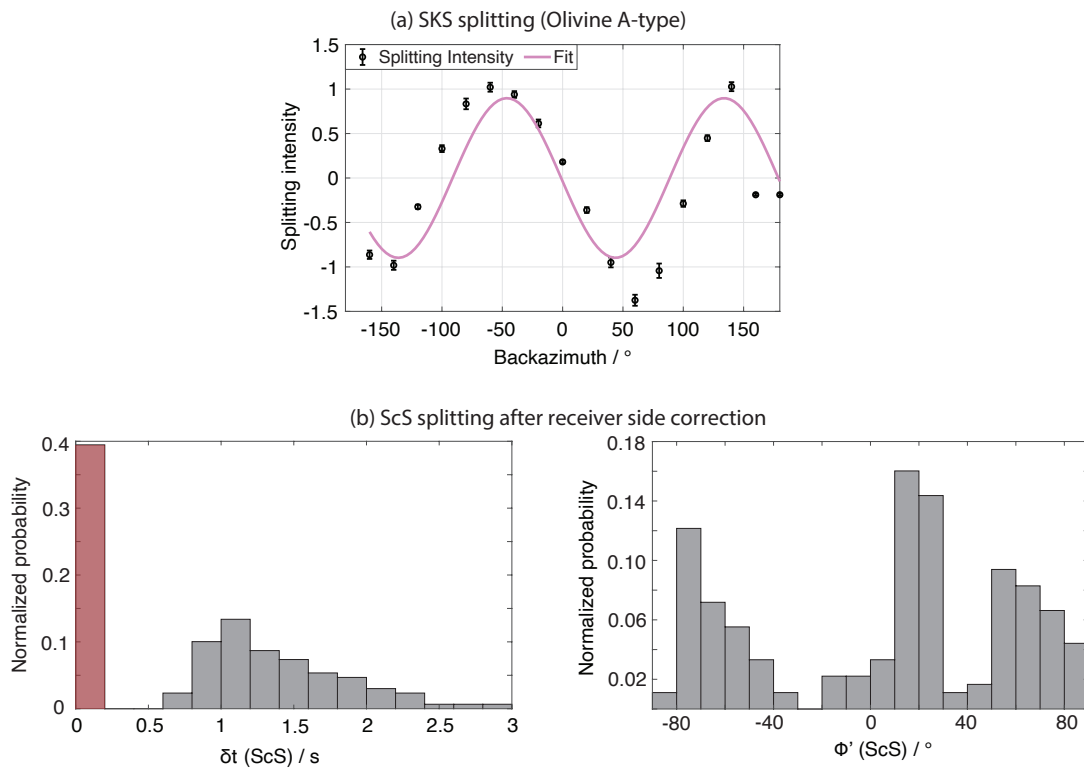 (a) SKS splitting (Olivine A-type)
Splitting Intensity Fit
1.5
1
0.5
0
-0.5
-1
-1.5
Splitting intensity
-150 -100 -50 0 50 100 150
Backazimuth / °
(b) ScS splitting after receiver side correction
0.4
0.3
0.2
0.1
0
Normalized probability
0 0.5 1 1.5 2 2.5 3
δt (ScS) / s
0.18
0.14
0.10
0.06
0.02
Normalized probability
-80 -40 0 40 80
Φ' (ScS) / °